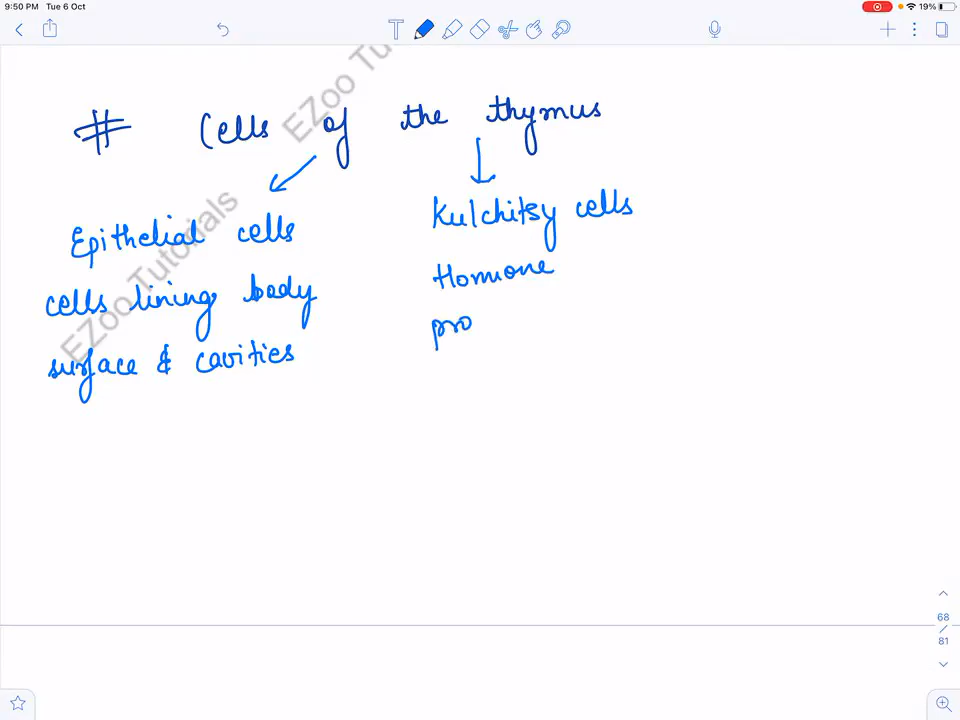 9:50 PM Tue 6 Oct
19%
EZoo Tutorials
EZoo Tu
# Cells of the thymus
Epithelial cells
cells lining body
surface & cavities
Kulchitsy cells
Hormone
pro
68
81